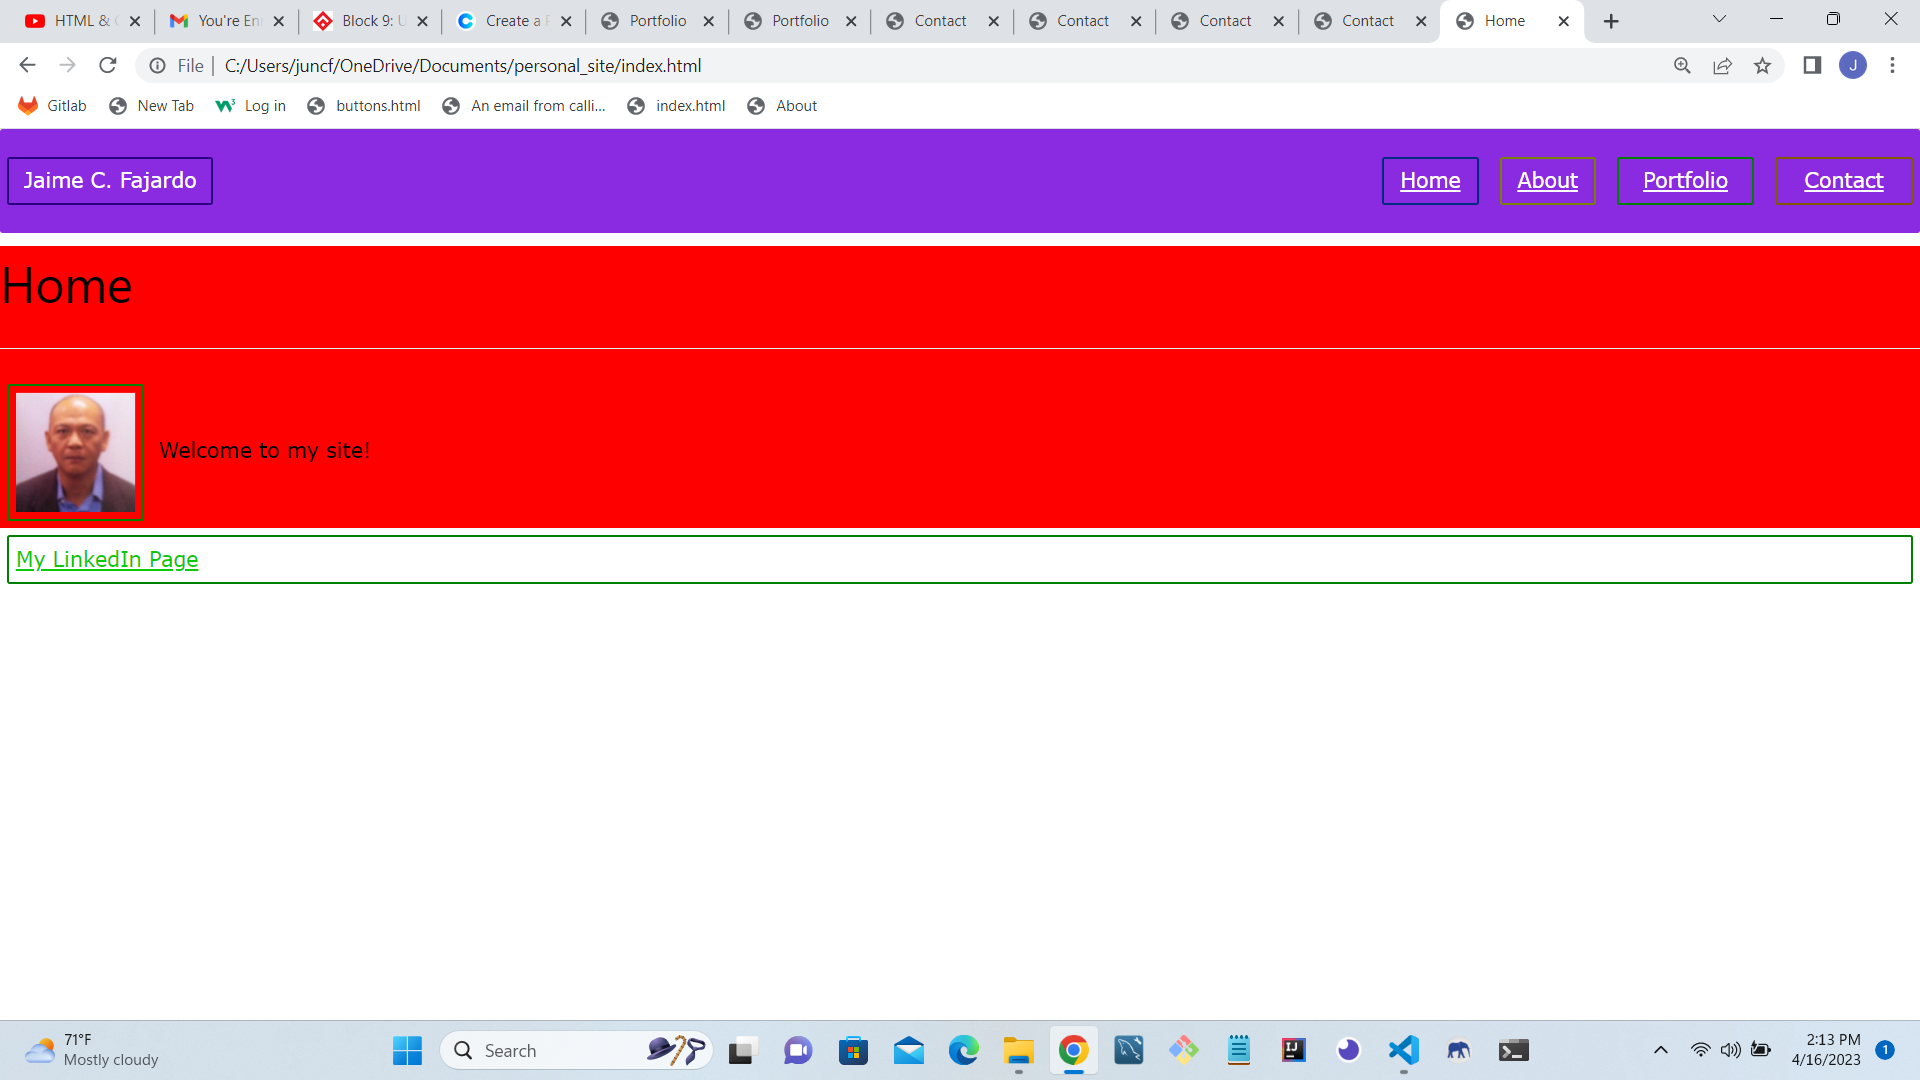 HTML & C
You're En
Block 9: U
Create a P
Portfolio
Portfolio
Contact
Contact
Contact
Contact
Home
File
C:/Users/juncf/OneDrive/Documents/personal_site/index.html
J
Gitlab
New Tab
Log in
buttons.html
An email from calli...
index.html
About
Jaime C. Fajardo
Home
About
Portfolio
Contact
Home
Welcome to my site!
My LinkedIn Page
71°F
Mostly cloudy
Search
IJ
2:13 PM
4/16/2023
1